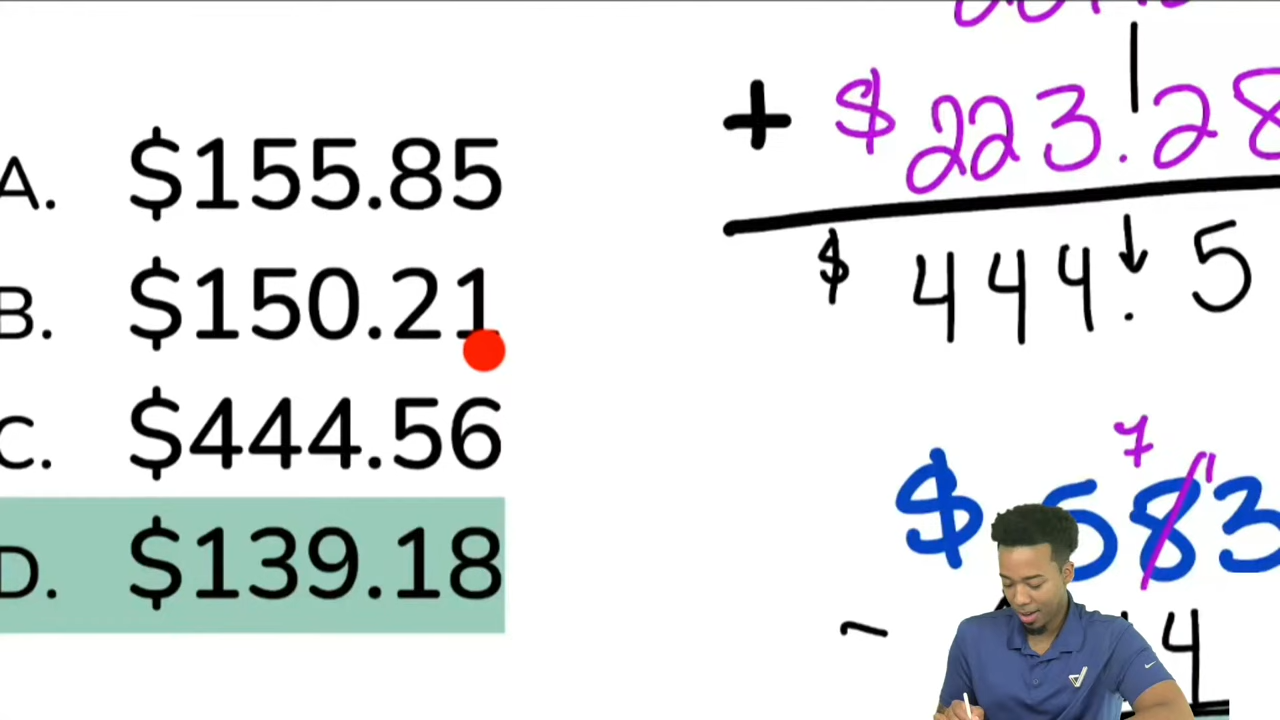 A. $155.85
B. $150.21
C. $444.56
D. $139.18
+ $223.28
$ 444.5
7
$ 583
- 4